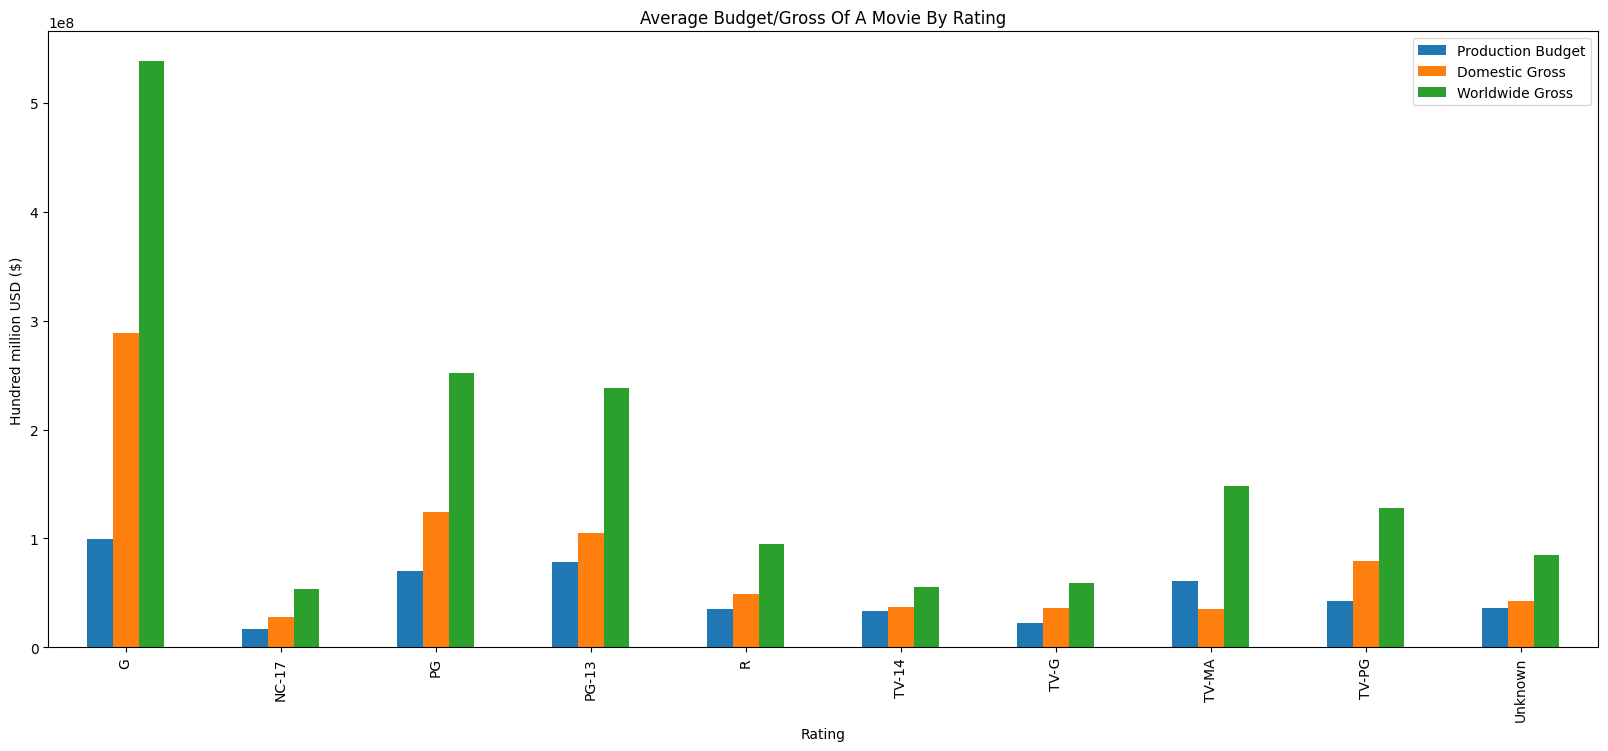 Average Budget/Gross Of A Movie By Rating
1e8
Production Budget
Domestic Gross
Worldwide Gross
Hundred million USD ($)
5
4
3
2
1
0
G
NC-17
PG
PG-13
R
TV-14
TV-G
TV-MA
TV-PG
Unknown
Rating